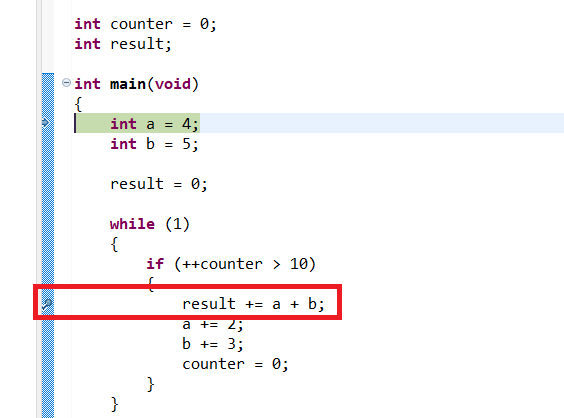 int counter = 0;
int result;
int main(void)
{
int a = 4;
int b = 5;
result = 0;
while (1)
{
if (++counter > 10)
{
result += a + b;
a += 2;
b += 3;
counter = 0;
}
}